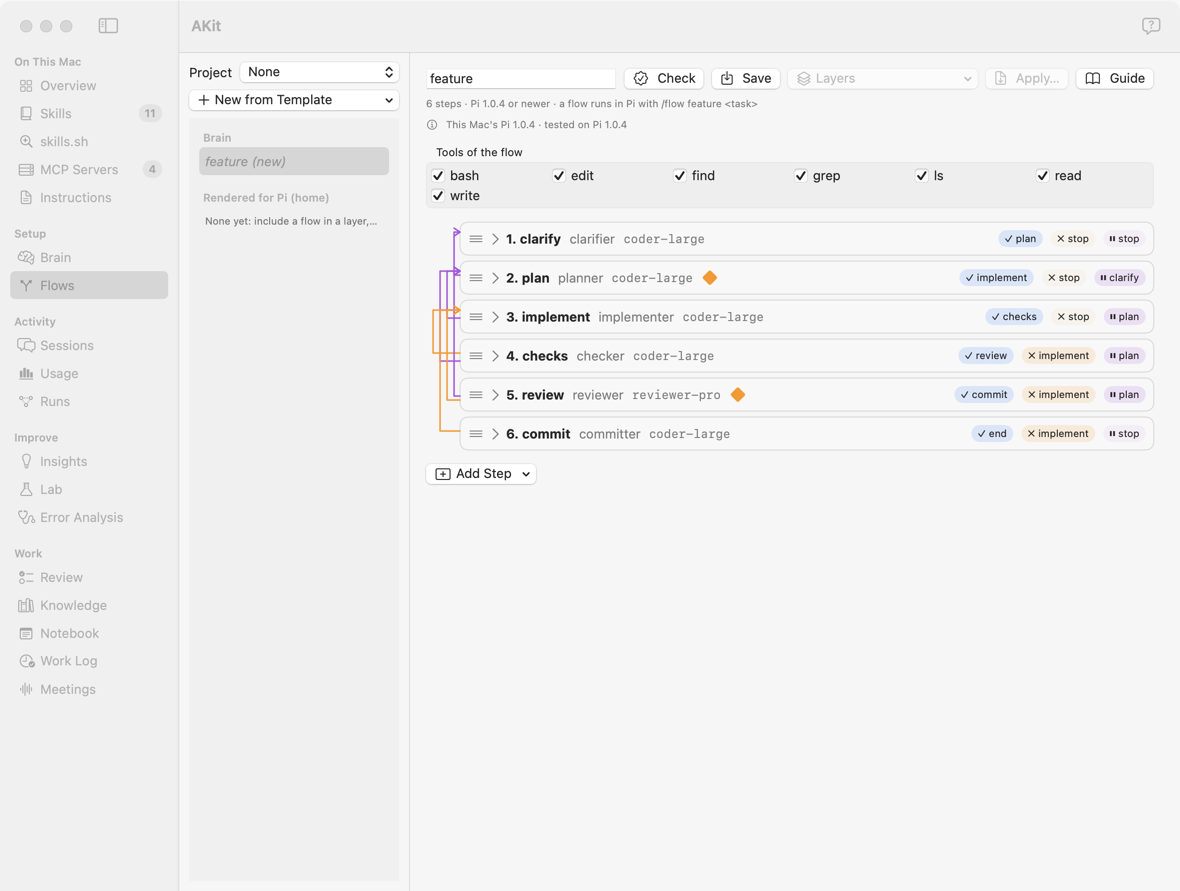 AKit
On This Mac
Overview
Skills 11
skills.sh
MCP Servers 4
Instructions
Setup
Brain
Flows
Activity
Sessions
Usage
Runs
Improve
Insights
Lab
Error Analysis
Work
Review
Knowledge
Notebook
Work Log
Meetings
Project None
New from Template
Brain
feature (new)
Rendered for Pi (home)
None yet: include a flow in a layer,...
feature Check Save Layers Apply... Guide
6 steps · Pi 1.0.4 or newer · a flow runs in Pi with /flow feature <task>
This Mac's Pi 1.0.4 · tested on Pi 1.0.4
Tools of the flow
bash edit find grep ls read
write
1. clarify clarifier coder-large plan stop stop
2. plan planner coder-large implement stop clarify
3. implement implementer coder-large checks stop plan
4. checks checker coder-large review implement plan
5. review reviewer reviewer-pro commit implement plan
6. commit committer coder-large end implement stop
Add Step